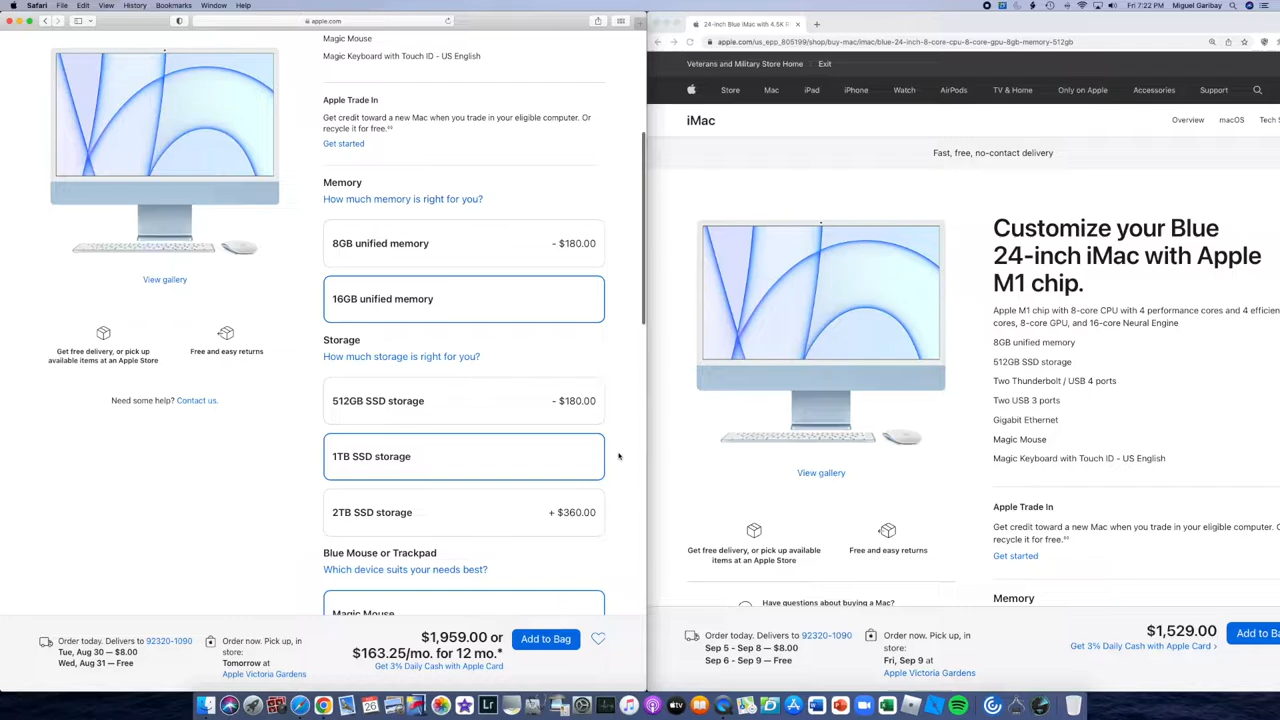 Safari File Edit View History Bookmarks Window Help
Fri 7:22 PM Miguel Garibay
apple.com
Magic Mouse
Magic Keyboard with Touch ID - US English
Apple Trade In
Get credit toward a new Mac when you trade in your eligible computer. Or
recycle it for free.
Get started
Memory
How much memory is right for you?
8GB unified memory - $180.00
16GB unified memory
Storage
How much storage is right for you?
512GB SSD storage - $180.00
1TB SSD storage
2TB SSD storage + $360.00
Blue Mouse or Trackpad
Which device suits your needs best?
Magic Mouse
View gallery
Get free delivery, or pick up
available items at an Apple Store
Free and easy returns
Need some help? Contact us.
Order today. Delivers to 92320-1090
Tue, Aug 30 — $8.00
Wed, Aug 31 — Free
Order now. Pick up, in
store:
Tomorrow at
Apple Victoria Gardens
$1,959.00 or
$163.25/mo. for 12 mo.*
Get 3% Daily Cash with Apple Card
Add to Bag
24-inch Blue iMac with 4.5K R
apple.com/us_epp_805199/shop/buy-mac/imac/blue-24-inch-8-core-cpu-8-core-gpu-8gb-memory-512gb
Veterans and Military Store Home Exit
Store Mac iPad iPhone Watch AirPods TV & Home Only on Apple Accessories Support
iMac
Overview macOS Tech S
Fast, free, no-contact delivery
Customize your Blue
24-inch iMac with Apple
M1 chip.
Apple M1 chip with 8-core CPU with 4 performance cores and 4 efficien
cores, 8-core GPU, and 16-core Neural Engine
8GB unified memory
512GB SSD storage
Two Thunderbolt / USB 4 ports
Two USB 3 ports
Gigabit Ethernet
Magic Mouse
Magic Keyboard with Touch ID - US English
Apple Trade In
Get credit toward a new Mac when you trade in your eligible computer. O
recycle it for free.
Get started
Memory
View gallery
Get free delivery, or pick up available
items at an Apple Store
Free and easy returns
Have questions about buying a Mac?
Order today. Delivers to 92320-1090
Sep 5 - Sep 8 — $8.00
Sep 6 - Sep 9 — Free
Order now. Pick up, in
store:
Fri, Sep 9 at
Apple Victoria Gardens
$1,529.00
Get 3% Daily Cash with Apple Card >
Add to Ba